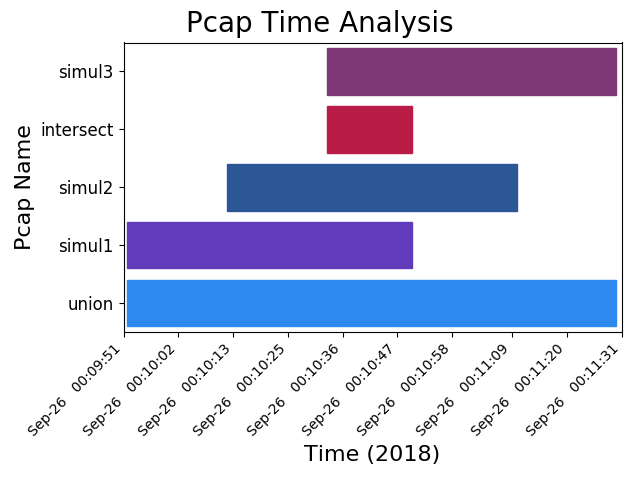 Pcap Time Analysis
simul3
intersect
simul2
simul1
union
Pcap Name
Sep-26 00:09:51
Sep-26 00:10:02
Sep-26 00:10:13
Sep-26 00:10:25
Sep-26 00:10:36
Sep-26 00:10:47
Sep-26 00:10:58
Sep-26 00:11:09
Sep-26 00:11:20
Sep-26 00:11:31
Time (2018)